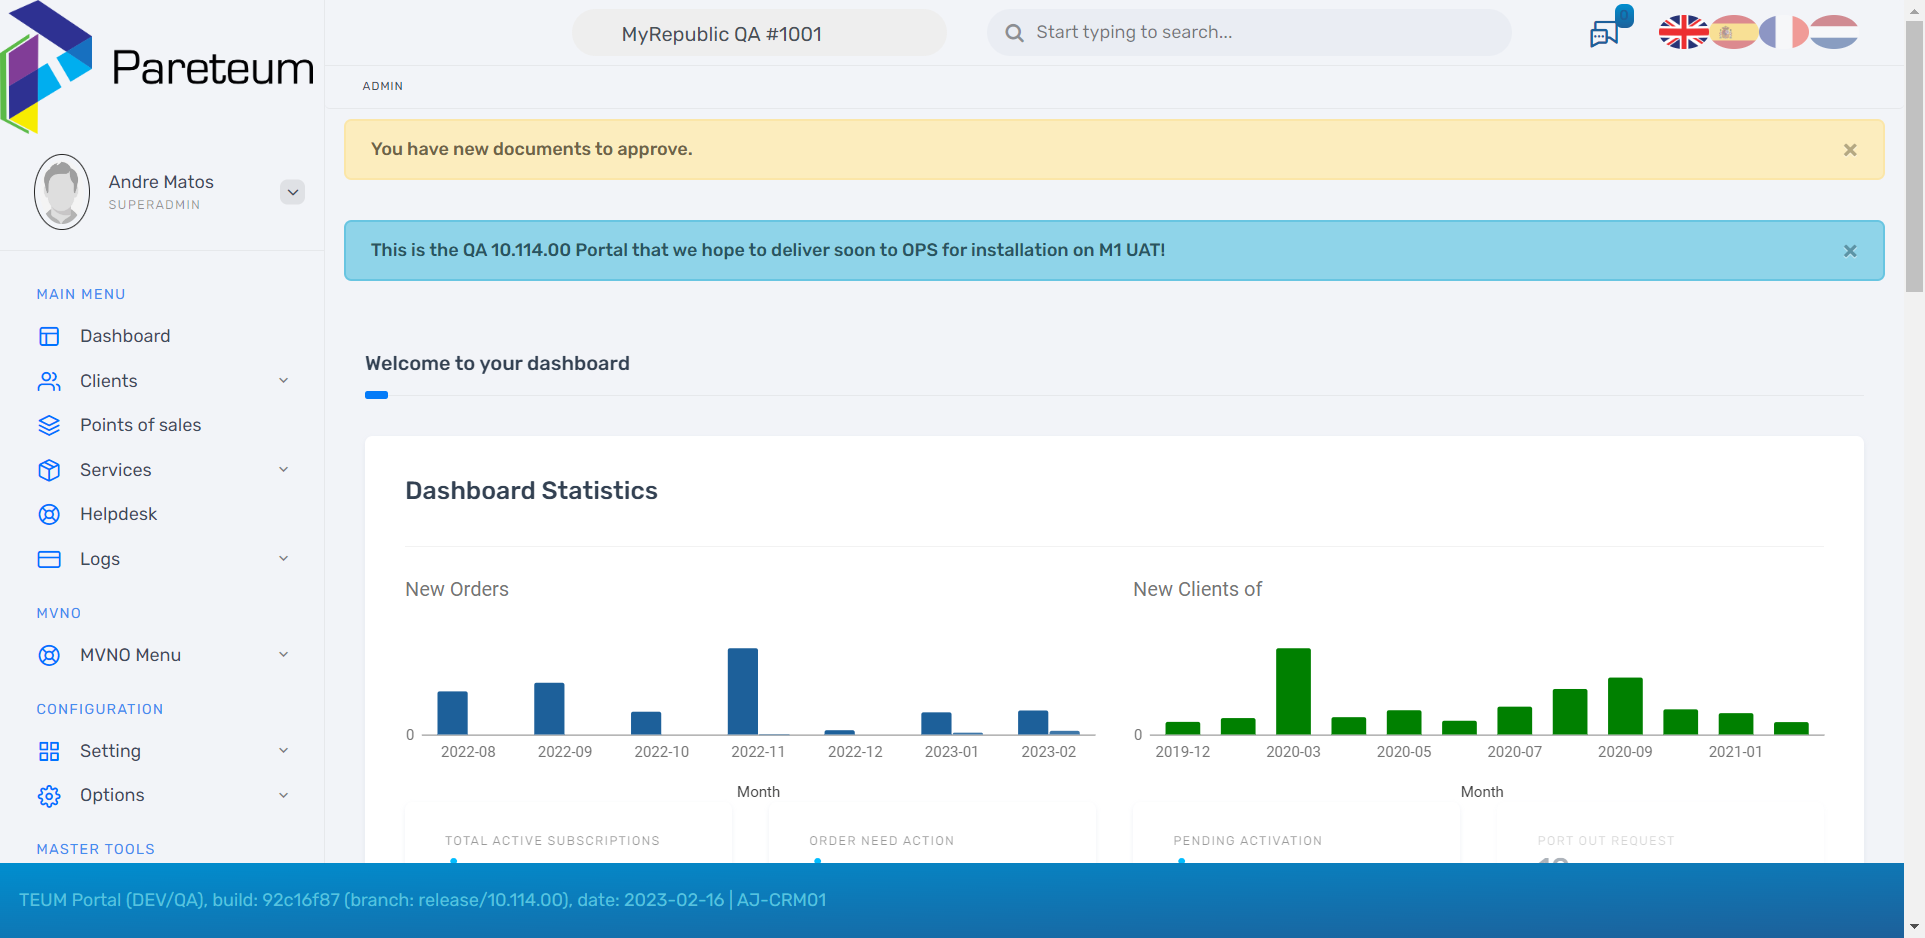 Pareteum
MyRepublic QA #1001
Start typing to search...
0
ADMIN
You have new documents to approve.
×
Andre Matos
SUPERADMIN
This is the QA 10.114.00 Portal that we hope to deliver soon to OPS for installation on M1 UAT!
×
MAIN MENU
Dashboard
Clients
Points of sales
Services
Helpdesk
Logs
MVNO
MVNO Menu
CONFIGURATION
Setting
Options
MASTER TOOLS
Welcome to your dashboard
Dashboard Statistics
New Orders
0
2022-08 2022-09 2022-10 2022-11 2022-12 2023-01 2023-02
Month
New Clients of
0
2019-12 2020-03 2020-05 2020-07 2020-09 2021-01
Month
TOTAL ACTIVE SUBSCRIPTIONS
ORDER NEED ACTION
PENDING ACTIVATION
PORT OUT REQUEST
TEUM Portal (DEV/QA), build: 92c16f87 (branch: release/10.114.00), date: 2023-02-16 | AJ-CRM01